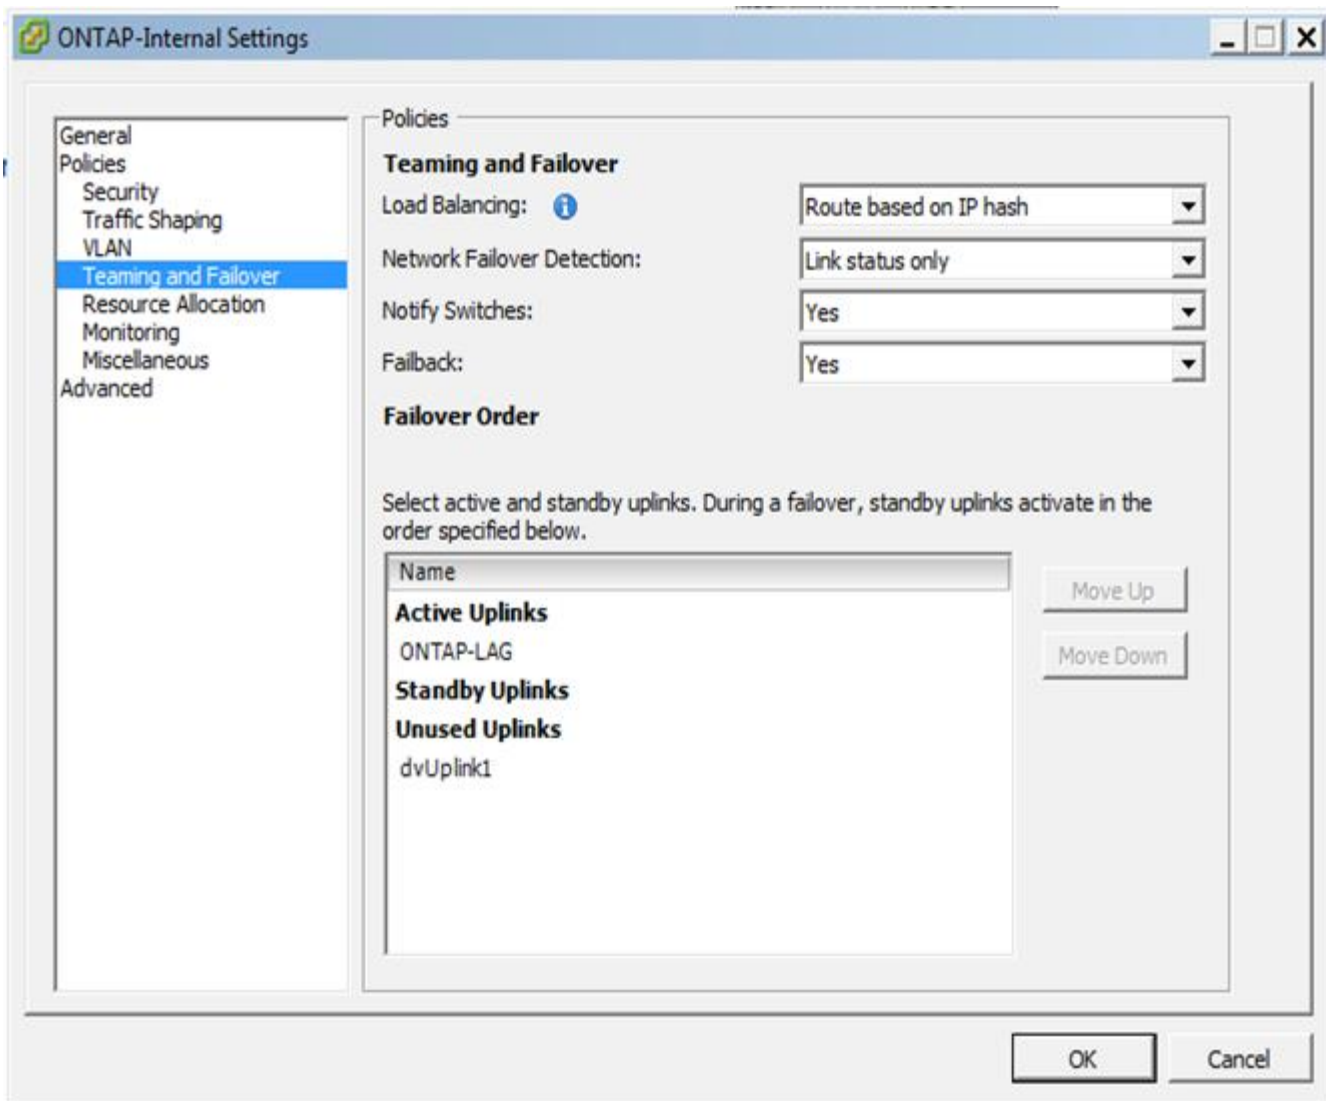 ONTAP-Internal Settings
General
Policies
Security
Traffic Shaping
VLAN
Teaming and Failover
Resource Allocation
Monitoring
Miscellaneous
Advanced
Policies
Teaming and Failover
Load Balancing:
Route based on IP hash
Network Failover Detection:
Link status only
Notify Switches:
Yes
Failback:
Yes
Failover Order
Select active and standby uplinks. During a failover, standby uplinks activate in the
order specified below.
Name
Active Uplinks
ONTAP-LAG
Standby Uplinks
Unused Uplinks
dvUplink1
Move Up
Move Down
OK
Cancel